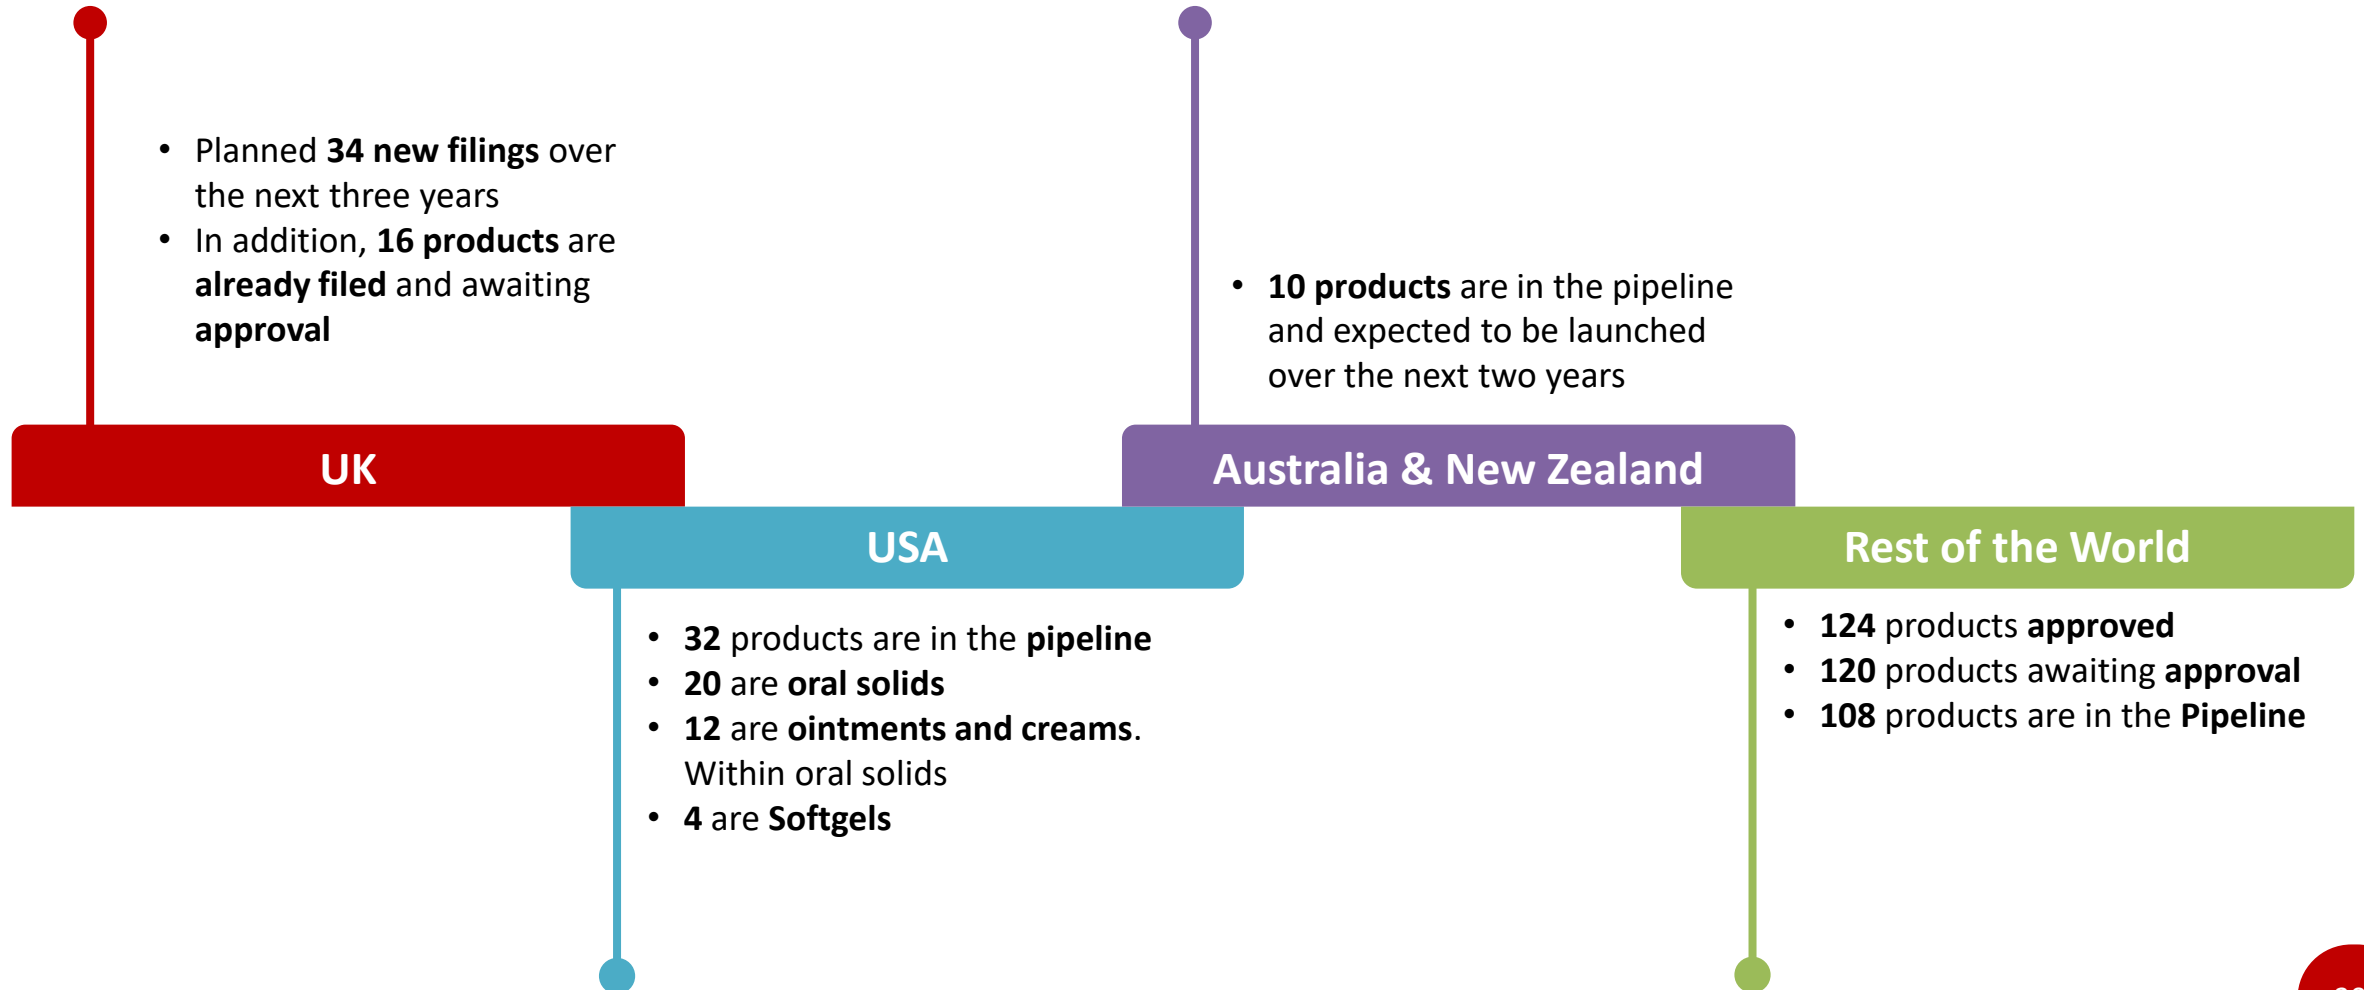 • Planned 34 new filings over
the next three years
• In addition, 16 products are
already filed and awaiting
approval
UK
• 10 products are in the pipeline
and expected to be launched
over the next two years
Australia & New Zealand
USA
• 32 products are in the pipeline
• 20 are oral solids
• 12 are ointments and creams.
Within oral solids
• 4 are Softgels
Rest of the World
• 124 products approved
• 120 products awaiting approval
• 108 products are in the Pipeline